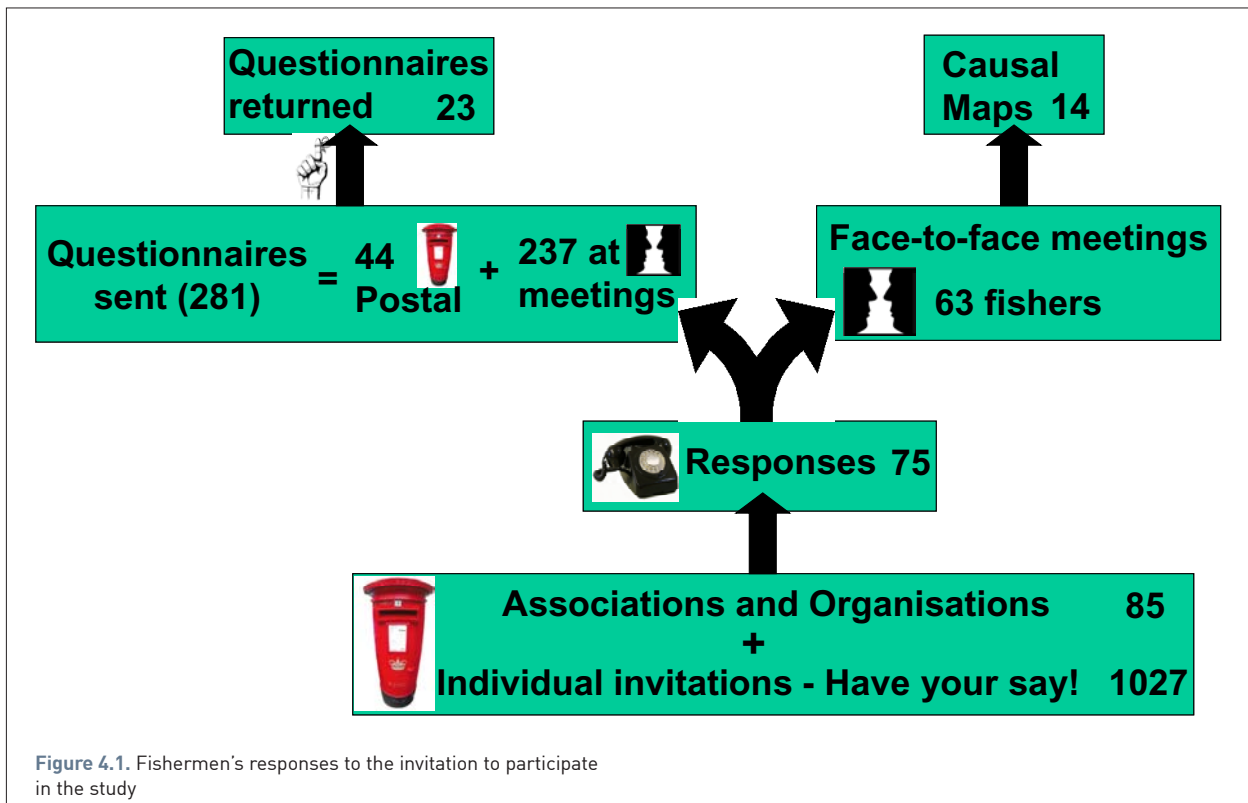 Questionnaires
returned 23
Causal
Maps 14
Questionnaires
sent (281)
=
44
Postal
+
237 at
meetings
Face-to-face meetings
63 fishers
Responses 75
Associations and Organisations 85
+
Individual invitations - Have your say! 1027
Figure 4.1. Fishermen's responses to the invitation to participate
in the study